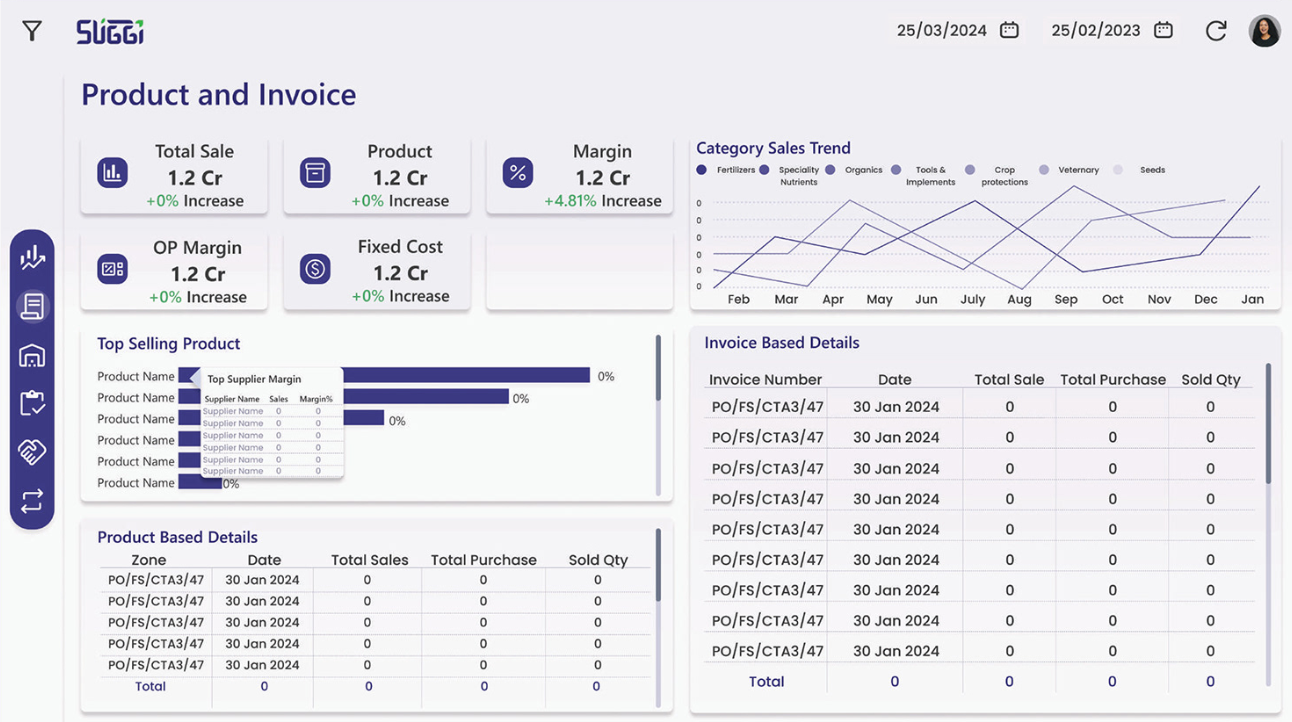 SUGGi
25/03/2024
25/02/2023
Product and Invoice
Total Sale
1.2 Cr
+0% Increase
Product
1.2 Cr
+0% Increase
Margin
1.2 Cr
+4.81% Increase
OP Margin
1.2 Cr
+0% Increase
Fixed Cost
1.2 Cr
+0% Increase
Category Sales Trend
Fertilizers
Speciality
Nutrients
Organics
Tools &
Implements
Crop
protections
Veternary
Seeds
0
0
0
0
0
0
Feb Mar Apr May Jun July Aug Sep Oct Nov Dec Jan
Top Selling Product
Product Name 0%
Product Name 0%
Product Name 0%
Product Name
Product Name
Product Name 0%
Top Supplier Margin
Supplier Name Sales Margin%
Supplier Name 0 0
Supplier Name 0 0
Supplier Name 0 0
Supplier Name 0 0
Supplier Name 0 0
Supplier Name 0 0
Product Based Details
Zone Date Total Sales Total Purchase Sold Qty
PO/FS/CTA3/47 30 Jan 2024 0 0 0
PO/FS/CTA3/47 30 Jan 2024 0 0 0
PO/FS/CTA3/47 30 Jan 2024 0 0 0
PO/FS/CTA3/47 30 Jan 2024 0 0 0
PO/FS/CTA3/47 30 Jan 2024 0 0 0
Total 0 0 0 0
Invoice Based Details
Invoice Number Date Total Sale Total Purchase Sold Qty
PO/FS/CTA3/47 30 Jan 2024 0 0 0
PO/FS/CTA3/47 30 Jan 2024 0 0 0
PO/FS/CTA3/47 30 Jan 2024 0 0 0
PO/FS/CTA3/47 30 Jan 2024 0 0 0
PO/FS/CTA3/47 30 Jan 2024 0 0 0
PO/FS/CTA3/47 30 Jan 2024 0 0 0
PO/FS/CTA3/47 30 Jan 2024 0 0 0
PO/FS/CTA3/47 30 Jan 2024 0 0 0
PO/FS/CTA3/47 30 Jan 2024 0 0 0
Total 0 0 0 0